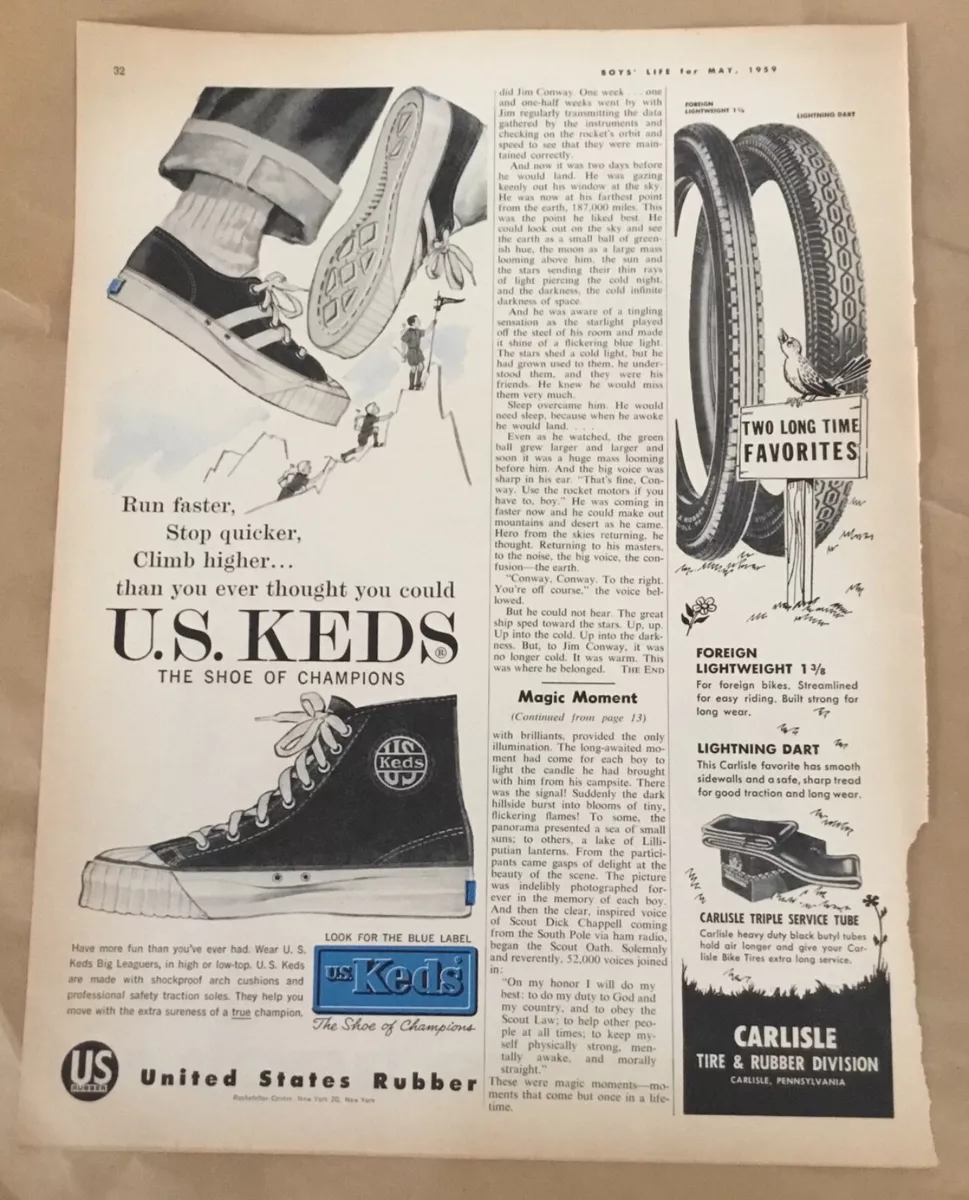 32
BOYS' LIFE for MAY, 1959
Run faster,
Stop quicker,
Climb higher...
than you ever thought you could
U.S. KEDS®
THE SHOE OF CHAMPIONS
US
Keds
Have more fun than you've ever had. Wear U. S.
Keds Big Leaguers, in high or low-top. U. S. Keds
are made with shockproof arch cushions and
professional safety traction soles. They help you
move with the extra sureness of a true champion.
LOOK FOR THE BLUE LABEL
U.S. Keds®
The Shoe of Champions
US
RUBBER
United States Rubber
Rockefeller Center, New York 20, New York
did Jim Conway. One week . . . one
and one-half weeks went by with
Jim regularly transmitting the data
gathered by the instruments and
checking on the rocket's orbit and
speed to see that they were main-
tained correctly.
And now it was two days before
he would land. He was gazing
keenly out his window at the sky.
He was now at his farthest point
from the earth, 187,000 miles. This
was the point he liked best. He
could look out on the sky and see
the earth as a small ball of green-
ish hue, the moon as a large mass
looming above him, the sun and
the stars sending their thin rays
of light piercing the cold night,
and the darkness, the cold infinite
darkness of space.
And he was aware of a tingling
sensation as the starlight played
off the steel of his room and made
it shine of a flickering blue light.
The stars shed a cold light, but he
had grown used to them, he under-
stood them, and they were his
friends. He knew he would miss
them very much.
Sleep overcame him. He would
need sleep, because when he awoke
he would land. . . .
Even as he watched, the green
ball grew larger and larger and
soon it was a huge mass looming
before him. And the big voice was
sharp in his ear. "That's fine, Con-
way. Use the rocket motors if you
have to, boy." He was coming in
faster now and he could make out
mountains and desert as he came.
Hero from the skies returning, he
thought. Returning to his masters,
to the noise, the big voice, the con-
fusion—the earth.
"Conway, Conway. To the right.
You're off course," the voice bel-
lowed.
But he could not hear. The great
ship sped toward the stars. Up, up.
Up into the cold. Up into the dark-
ness. But, to Jim Conway, it was
no longer cold. It was warm. This
was where he belonged. THE END
Magic Moment
(Continued from page 13)
with brilliants, provided the only
illumination. The long-awaited mo-
ment had come for each boy to
light the candle he had brought
with him from his campsite. There
was the signal! Suddenly the dark
hillside burst into blooms of tiny,
flickering flames! To some, the
panorama presented a sea of small
suns; to others, a lake of Lilli-
putian lanterns. From the partici-
pants came gasps of delight at the
beauty of the scene. The picture
was indelibly photographed for-
ever in the memory of each boy.
And then the clear, inspired voice
of Scout Dick Chappell coming
from the South Pole via ham radio,
began the Scout Oath. Solemnly
and reverently, 52,000 voices joined
in:
"On my honor I will do my
best: to do my duty to God and
my country, and to obey the
Scout Law; to help other peo-
ple at all times; to keep my-
self physically strong, men-
tally awake, and morally
straight."
These were magic moments—mo-
ments that come but once in a life-
time.
FOREIGN
LIGHTWEIGHT 1 3/8
LIGHTNING DART
TWO LONG TIME
FAVORITES
FOREIGN
LIGHTWEIGHT 1 3/8
For foreign bikes. Streamlined
for easy riding. Built strong for
long wear.
LIGHTNING DART
This Carlisle favorite has smooth
sidewalls and a safe, sharp tread
for good traction and long wear.
CARLISLE TRIPLE SERVICE TUBE
Carlisle heavy duty black butyl tubes
hold air longer and give your Car-
lisle Bike Tires extra long service.
CARLISLE
TIRE & RUBBER DIVISION
CARLISLE, PENNSYLVANIA